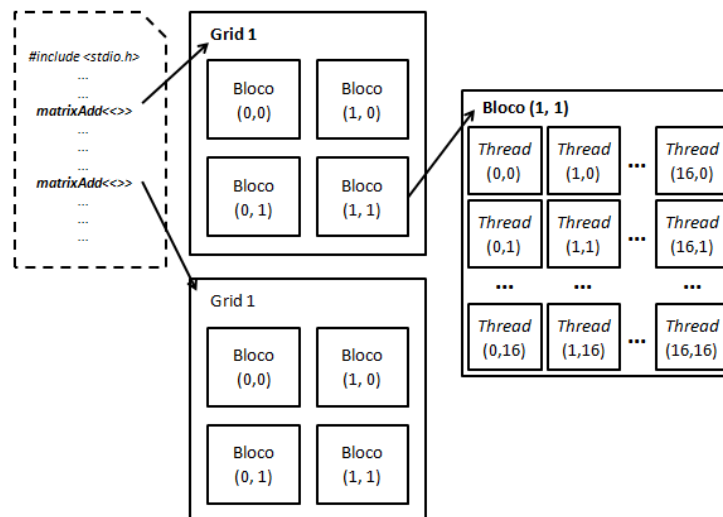 #include <stdio.h>
...
...
matrixAdd<<>>
...
...
...
matrixAdd<<>>
...
...
...
Grid 1
Bloco
(0,0)
Bloco
(1, 0)
Bloco
(0, 1)
Bloco
(1, 1)
Grid 1
Bloco
(0,0)
Bloco
(1, 0)
Bloco
(0, 1)
Bloco
(1, 1)
Bloco (1, 1)
Thread
(0,0)
Thread
(1,0)
...
Thread
(16,0)
Thread
(0,1)
Thread
(1,1)
...
Thread
(16,1)
... ... ...
Thread
(0,16)
Thread
(1,16)
...
Thread
(16,16)